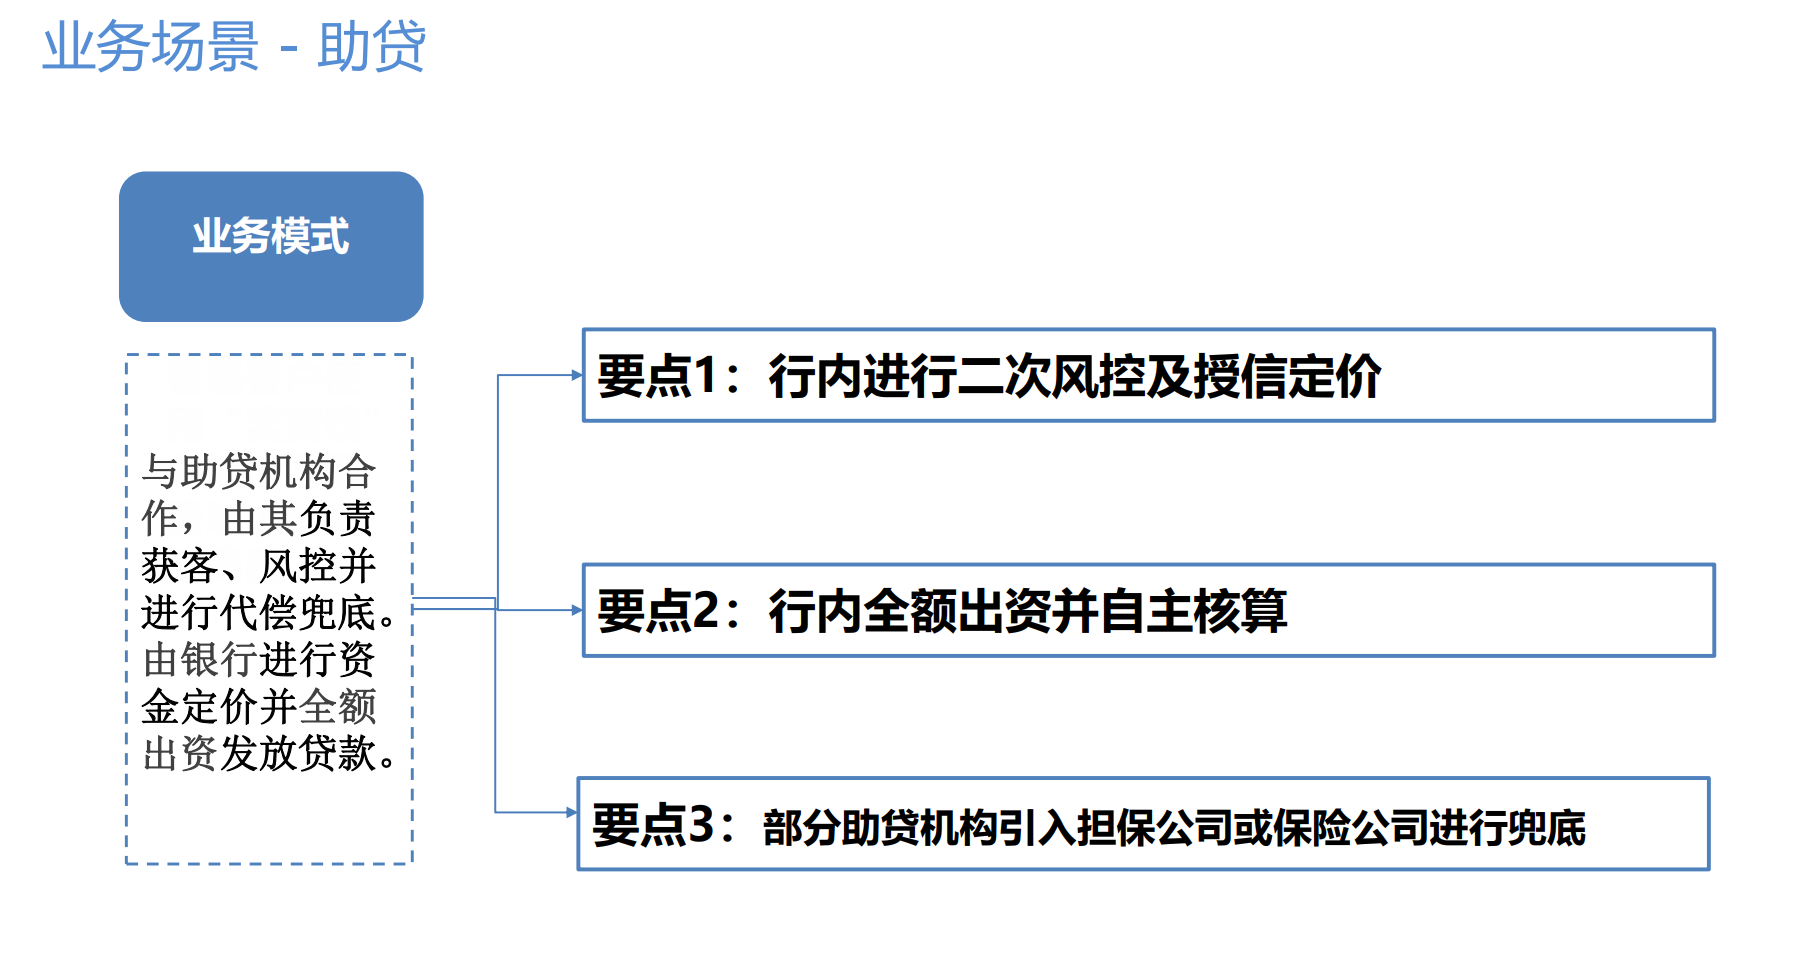 业务场景 - 助贷
业务模式
与助贷机构合
作，由其负责
获客、风控并
进行代偿兜底。
由银行进行资
金定价并全额
出资发放贷款。
要点1：行内进行二次风控及授信定价
要点2：行内全额出资并自主核算
要点3：部分助贷机构引入担保公司或保险公司进行兜底